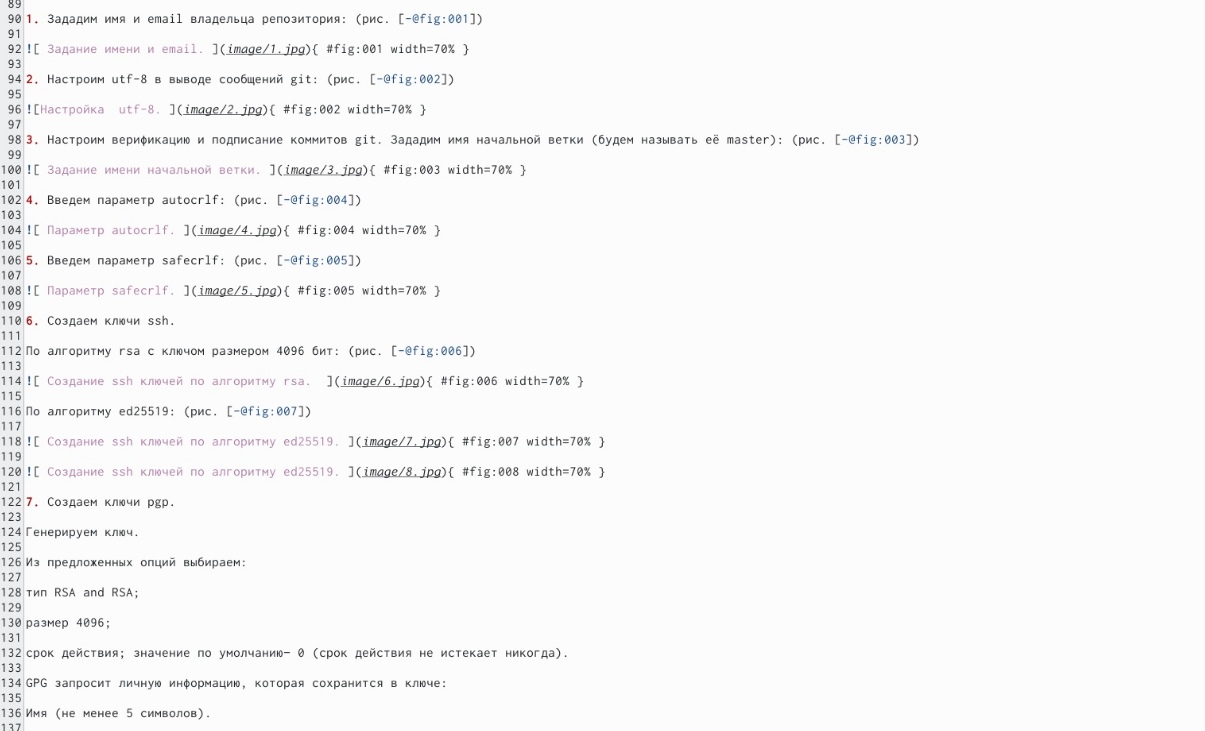 89
90 1. Зададим имя и email владельца репозитория: (рис. [-@fig:001])
91
92 ![ Задание имени и email. ](image/1.jpg){ #fig:001 width=70% }
93
94 2. Настроим utf-8 в выводе сообщений git: (рис. [-@fig:002])
95
96 ![Настройка  utf-8. ](image/2.jpg){ #fig:002 width=70% }
97
98 3. Настроим верификацию и подписание коммитов git. Зададим имя начальной ветки (будем называть её master): (рис. [-@fig:003])
99
100 ![ Задание имени начальной ветки. ](image/3.jpg){ #fig:003 width=70% }
101
102 4. Введем параметр autocrlf: (рис. [-@fig:004])
103
104 ![ Параметр autocrlf. ](image/4.jpg){ #fig:004 width=70% }
105
106 5. Введем параметр safecrlf: (рис. [-@fig:005])
107
108 ![ Параметр safecrlf. ](image/5.jpg){ #fig:005 width=70% }
109
110 6. Создаем ключи ssh.
111
112 По алгоритму rsa с ключом размером 4096 бит: (рис. [-@fig:006])
113
114 ![ Создание ssh ключей по алгоритму rsa.  ](image/6.jpg){ #fig:006 width=70% }
115
116 По алгоритму ed25519: (рис. [-@fig:007])
117
118 ![ Создание ssh ключей по алгоритму ed25519. ](image/7.jpg){ #fig:007 width=70% }
119
120 ![ Создание ssh ключей по алгоритму ed25519. ](image/8.jpg){ #fig:008 width=70% }
121
122 7. Создаем ключи pgp.
123
124 Генерируем ключ.
125
126 Из предложенных опций выбираем:
127
128 тип RSA and RSA;
129
130 размер 4096;
131
132 срок действия; значение по умолчанию— 0 (срок действия не истекает никогда).
133
134 GPG запросит личную информацию, которая сохранится в ключе:
135
136 Имя (не менее 5 символов).
137